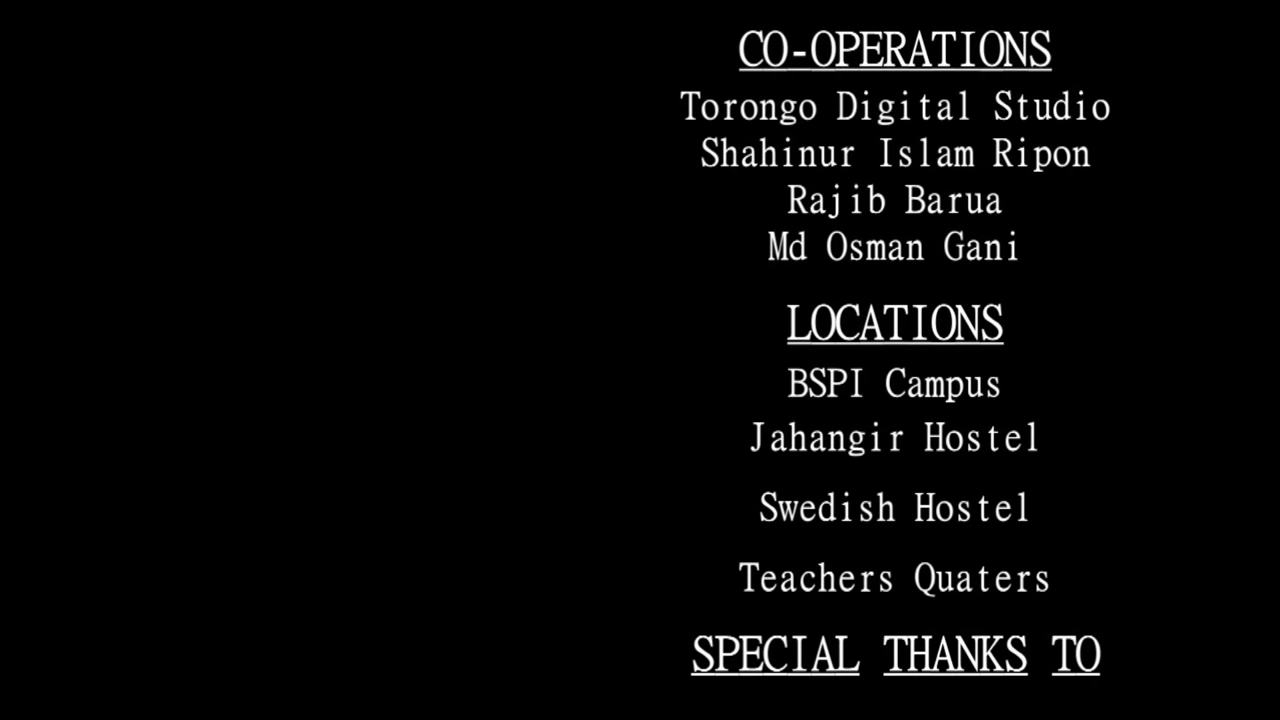 CO-OPERATIONS
Torongo Digital Studio
Shahinur Islam Ripon
Rajib Barua
Md Osman Gani
LOCATIONS
BSPI Campus
Jahangir Hostel
Swedish Hostel
Teachers Quaters
SPECIAL THANKS TO